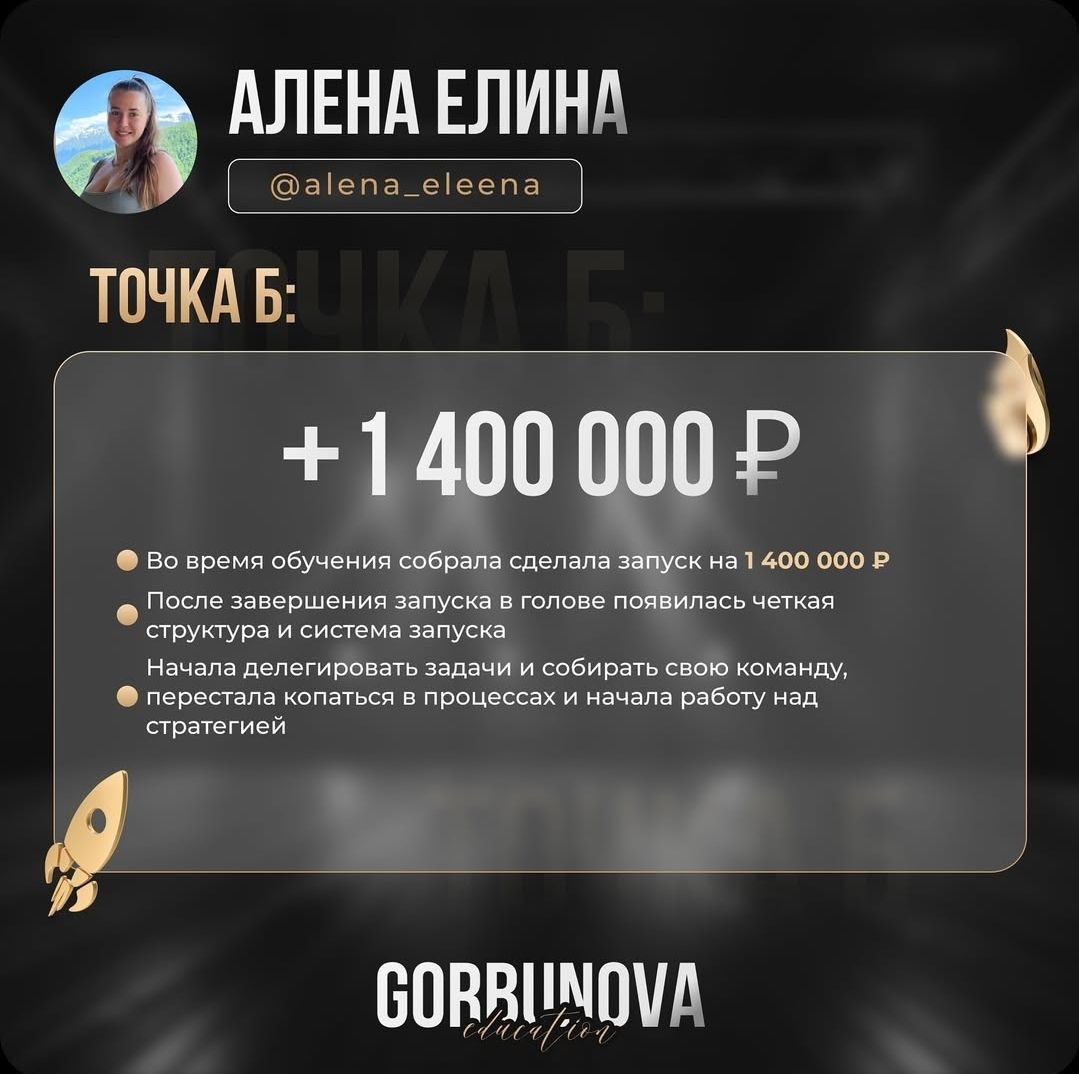 АЛЕНА ЕЛИНА
@alena_eleena
ТОЧКА Б:
+ 1 400 000 ₽
Во время обучения собрала сделала запуск на 1 400 000 ₽
После завершения запуска в голове появилась четкая
структура и система запуска
Начала делегировать задачи и собирать свою команду,
перестала копаться в процессах и начала работу над
стратегией
GORBUNOVA
education